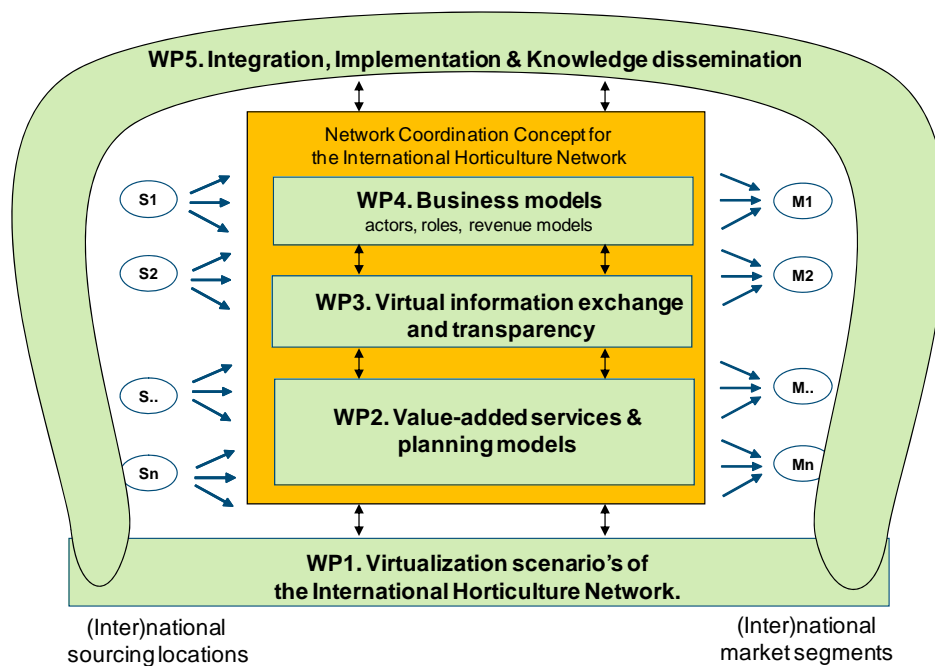 WP5. Integration, Implementation & Knowledge dissemination
Network Coordination Concept for
the International Horticulture Network
WP4. Business models
actors, roles, revenue models
S1
M1
S2
M2
WP3. Virtual information exchange
and transparency
S..
M..
WP2. Value-added services &
planning models
Sn
Mn
WP1. Virtualization scenario's of
the International Horticulture Network.
(Inter)national
sourcing locations
(Inter)national
market segments